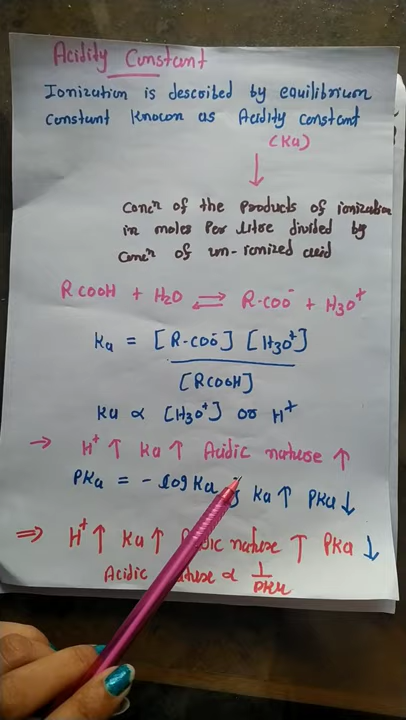 Acidity Constant
Ionization is described by equilibrium
constant known as Acidity constant
(Ka)
↓
Concⁿ of the products of ionization
in moles Per litre divided by
Concⁿ of un-ionized acid
RCOOH + H₂O ⇌ R-COO⁻ + H₃O⁺
Ka = [R-COO⁻] [H₃O⁺]
[RCOOH]
Ka ∝ [H₃O⁺] or H⁺
→ H⁺ ↑ Ka ↑ Acidic nature ↑
PKa = - log Ka Ka ↑ PKa ↓
⇒ H⁺ ↑ Ka ↑ nature ↑ PKa ↓
Acidic ∝ 1/PKa